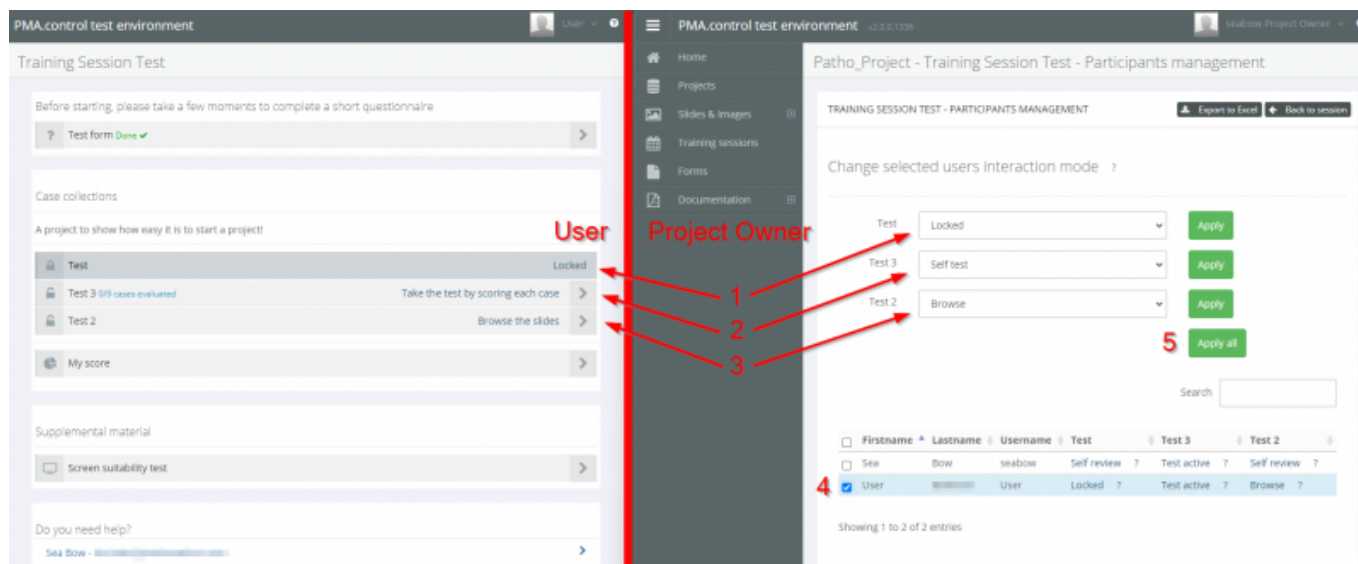 PMA.control test environment
User
Training Session Test
Before starting, please take a few moments to complete a short questionnaire
? Test form Done
Case collections
A project to show how easy it is to start a project!
User
Test Locked
Test 3 0/9 cases evaluated Take the test by scoring each case
Test 2 Browse the slides
My score
Supplemental material
Screen suitability test
Do you need help?
Sea Bow -
PMA.control test environment v2.0.0.1336
seabow Project Owner
Home
Projects
Slides & Images
Training sessions
Forms
Documentation
Project Owner
1
2
3
Patho_Project - Training Session Test - Participants management
TRAINING SESSION TEST - PARTICIPANTS MANAGEMENT Export to Excel Back to session
Change selected users interaction mode ?
Test Locked Apply
Test 3 Self test Apply
Test 2 Browse Apply
5 Apply all
Search
Firstname Lastname Username Test Test 3 Test 2
Sea Bow seabow Self review ? Test active ? Self review ?
4 User User Locked ? Test active ? Browse ?
Showing 1 to 2 of 2 entries